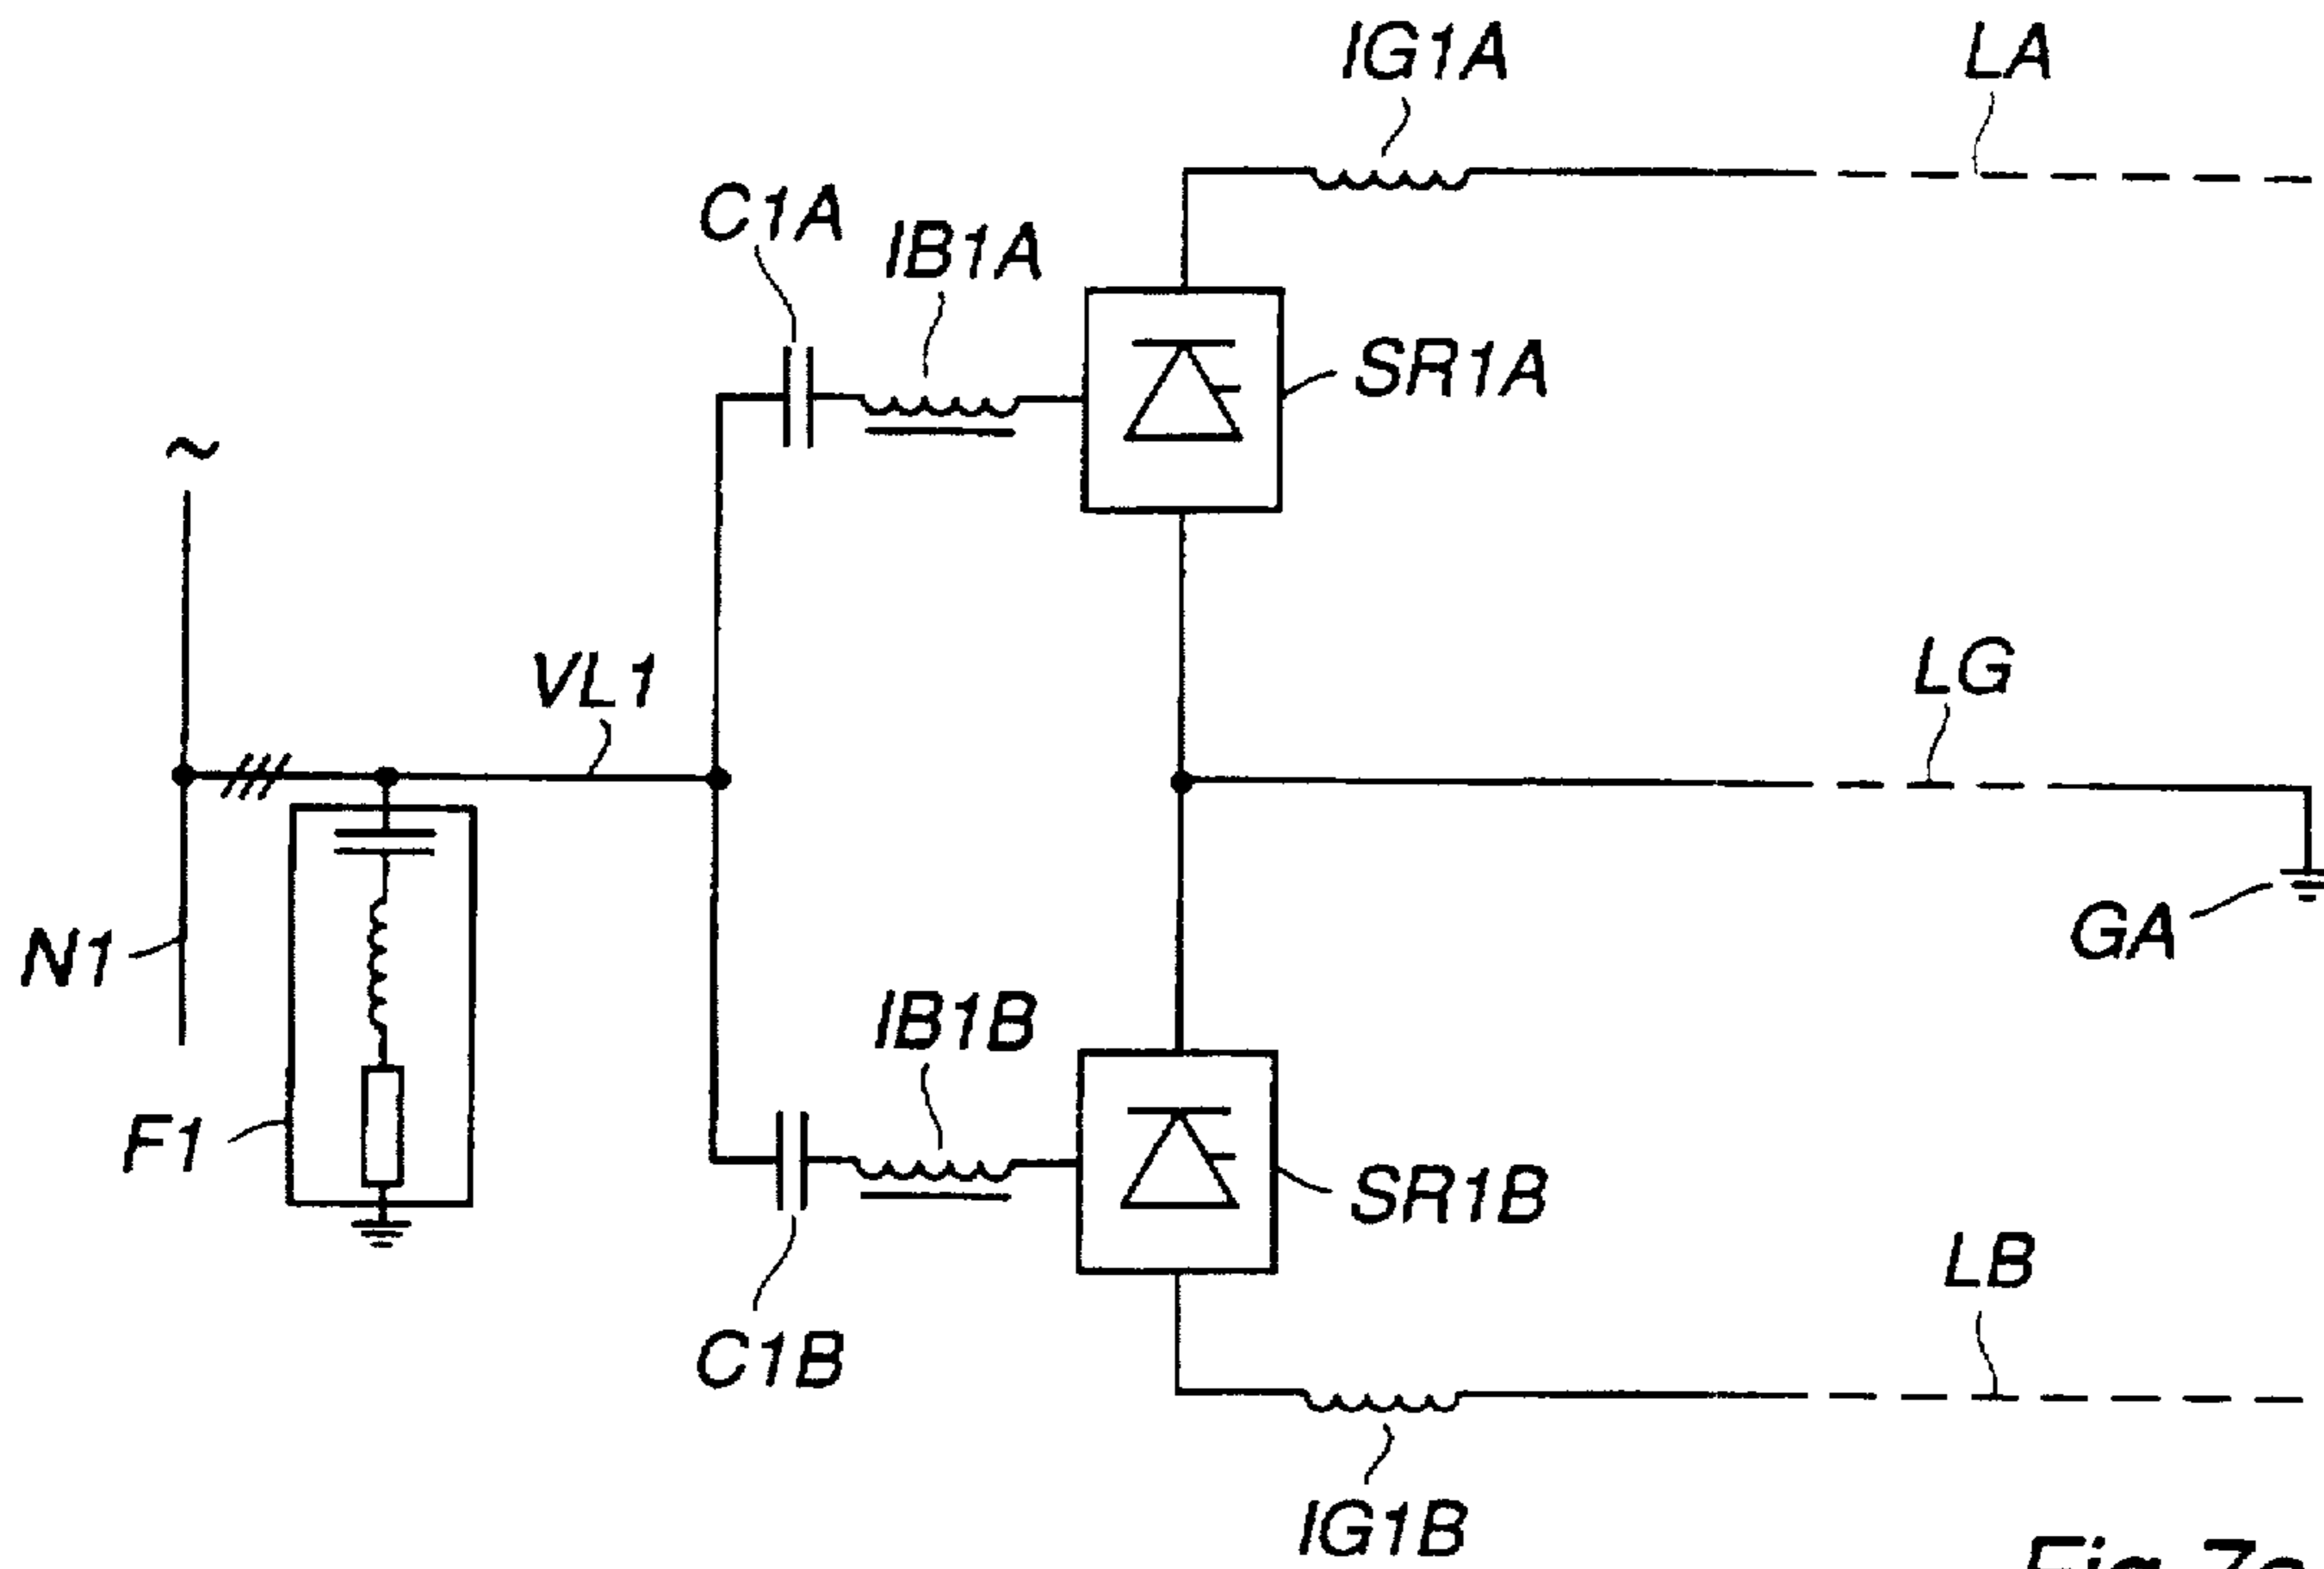 IG1A
LA
C1A
IB1A
SR1A
~
VL1
LG
N1
GA
IB1B
F1
SR1B
LB
C1B
IG1B